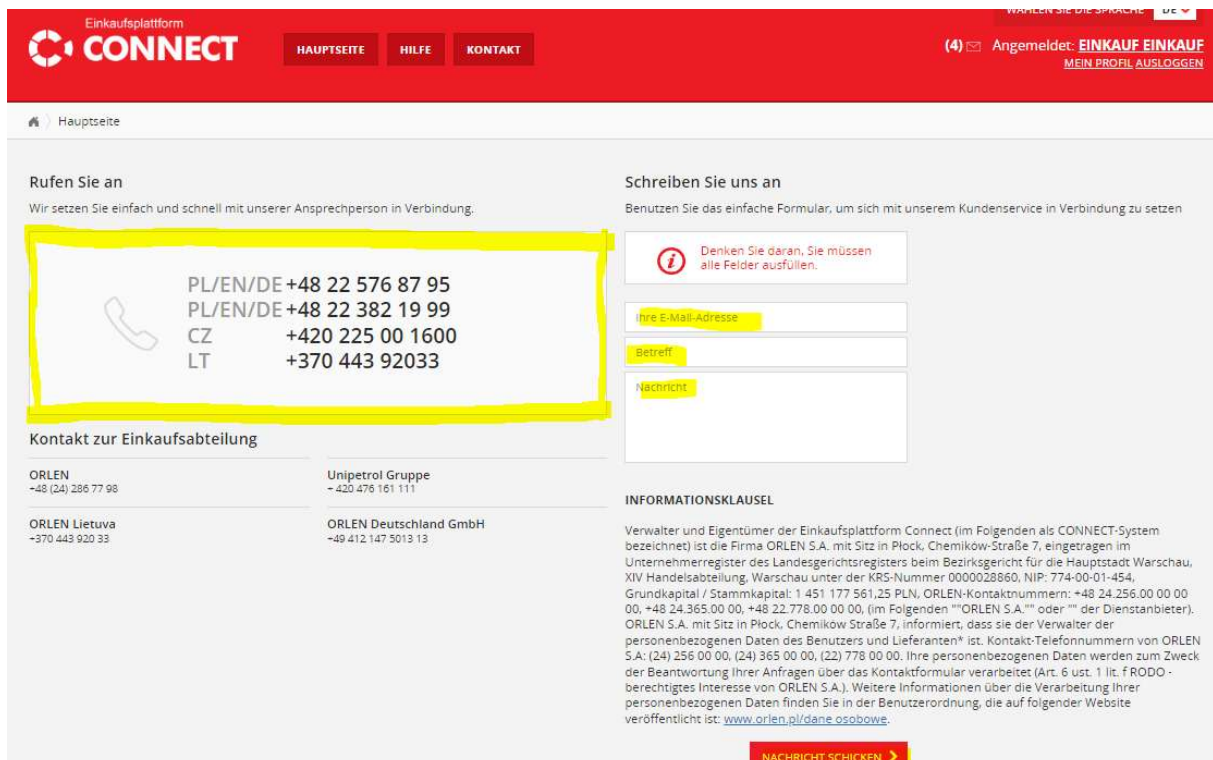 WÄHLEN SIE DIE SPRACHE DE
Einkaufsplattform
CONNECT
HAUPTSEITE HILFE KONTAKT
(4) Angemeldet: EINKAUF EINKAUF
MEIN PROFIL AUSLOGGEN
Hauptseite
Rufen Sie an
Wir setzen Sie einfach und schnell mit unserer Ansprechperson in Verbindung.
PL/EN/DE +48 22 576 87 95
PL/EN/DE +48 22 382 19 99
CZ +420 225 00 1600
LT +370 443 92033
Kontakt zur Einkaufsabteilung
ORLEN
+48 (24) 286 77 98
Unipetrol Gruppe
+ 420 476 161 111
ORLEN Lietuva
+370 443 920 33
ORLEN Deutschland GmbH
+49 412 147 5013 13
Schreiben Sie uns an
Benutzen Sie das einfache Formular, um sich mit unserem Kundenservice in Verbindung zu setzen
Denken Sie daran, Sie müssen
alle Felder ausfüllen.
Ihre E-Mail-Adresse
Betreff
Nachricht
INFORMATIONSKLAUSEL
Verwalter und Eigentümer der Einkaufsplattform Connect (im Folgenden als CONNECT-System
bezeichnet) ist die Firma ORLEN S.A. mit Sitz in Płock, Chemików-Straße 7, eingetragen im
Unternehmerregister des Landesgerichtsregisters beim Bezirksgericht für die Hauptstadt Warschau,
XIV Handelsabteilung, Warschau unter der KRS-Nummer 0000028860, NIP: 774-00-01-454,
Grundkapital / Stammkapital: 1 451 177 561,25 PLN, ORLEN-Kontaktnummern: +48 24.256.00 00 00
00, +48 24.365.00 00, +48 22.778.00 00 00, (im Folgenden ""ORLEN S.A."" oder "" der Dienstanbieter).
ORLEN S.A. mit Sitz in Płock, Chemików Straße 7, informiert, dass sie der Verwalter der
personenbezogenen Daten des Benutzers und Lieferanten* ist. Kontakt-Telefonnummern von ORLEN
S.A: (24) 256 00 00, (24) 365 00 00, (22) 778 00 00. Ihre personenbezogenen Daten werden zum Zweck
der Beantwortung Ihrer Anfragen über das Kontaktformular verarbeitet (Art. 6 ust. 1 lit. f RODO -
berechtigtes Interesse von ORLEN S.A.). Weitere Informationen über die Verarbeitung Ihrer
personenbezogenen Daten finden Sie in der Benutzerordnung, die auf folgender Website
veröffentlicht ist: www.orlen.pl/dane osobowe.
NACHRICHT SCHICKEN